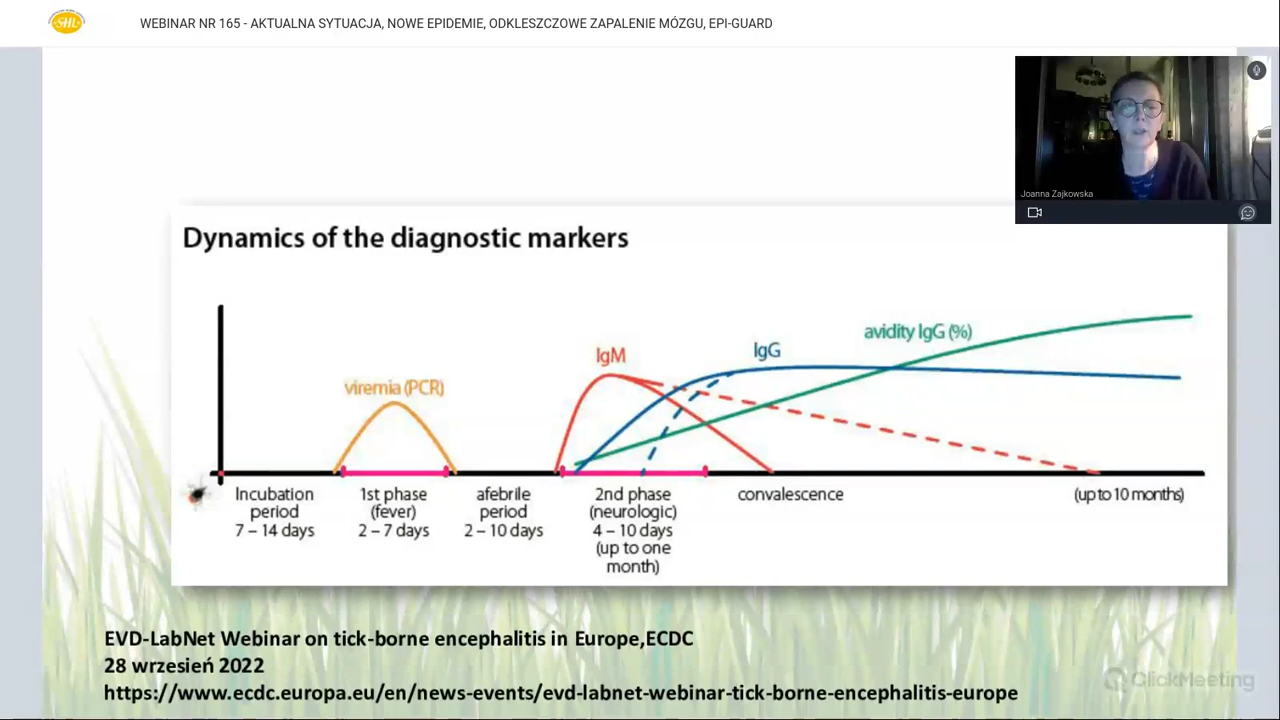 SHL
WEBINAR NR 165 - AKTUALNA SYTUACJA, NOWE EPIDEMIE, ODKLESZCZOWE ZAPALENIE MÓZGU, EPI-GUARD
Joanna Zajkowska
Dynamics of the diagnostic markers
viremia (PCR)
IgM
IgG
avidity IgG (%)
Incubation
period
7 – 14 days
1st phase
(fever)
2 – 7 days
afebrile
period
2 – 10 days
2nd phase
(neurologic)
4 – 10 days
(up to one
month)
convalescence
(up to 10 months)
EVD-LabNet Webinar on tick-borne encephalitis in Europe,ECDC
28 wrzesień 2022
https://www.ecdc.europa.eu/en/news-events/evd-labnet-webinar-tick-borne-encephalitis-europe
ClickMeeting